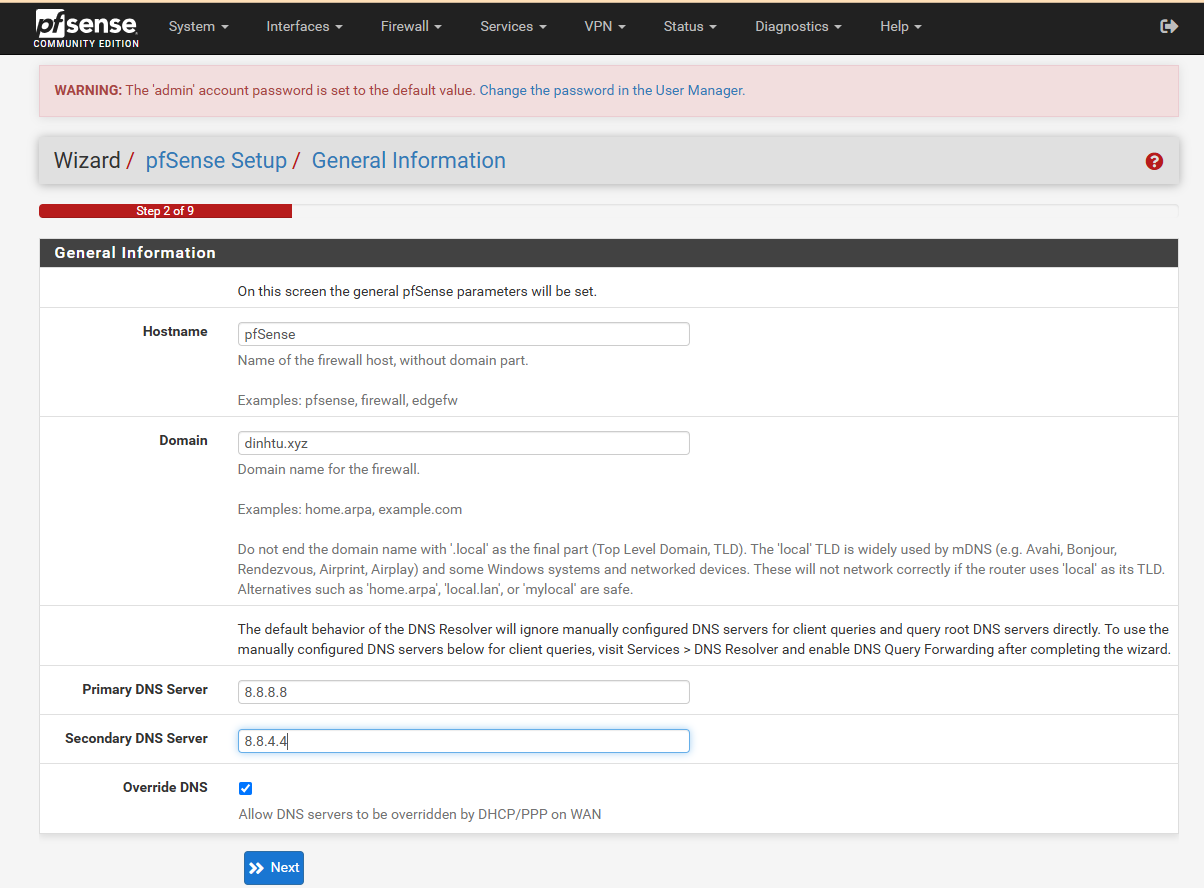 pfsense
COMMUNITY EDITION
System Interfaces Firewall Services VPN Status Diagnostics Help
WARNING: The 'admin' account password is set to the default value. Change the password in the User Manager.
Wizard / pfSense Setup / General Information
Step 2 of 9
General Information
On this screen the general pfSense parameters will be set.
Hostname
pfSense
Name of the firewall host, without domain part.
Examples: pfsense, firewall, edgefw
Domain
dinhtu.xyz
Domain name for the firewall.
Examples: home.arpa, example.com
Do not end the domain name with '.local' as the final part (Top Level Domain, TLD). The 'local' TLD is widely used by mDNS (e.g. Avahi, Bonjour,
Rendezvous, Airprint, Airplay) and some Windows systems and networked devices. These will not network correctly if the router uses 'local' as its TLD.
Alternatives such as 'home.arpa', 'local.lan', or 'mylocal' are safe.
The default behavior of the DNS Resolver will ignore manually configured DNS servers for client queries and query root DNS servers directly. To use the
manually configured DNS servers below for client queries, visit Services > DNS Resolver and enable DNS Query Forwarding after completing the wizard.
Primary DNS Server
8.8.8.8
Secondary DNS Server
8.8.4.4
Override DNS
Allow DNS servers to be overridden by DHCP/PPP on WAN
Next